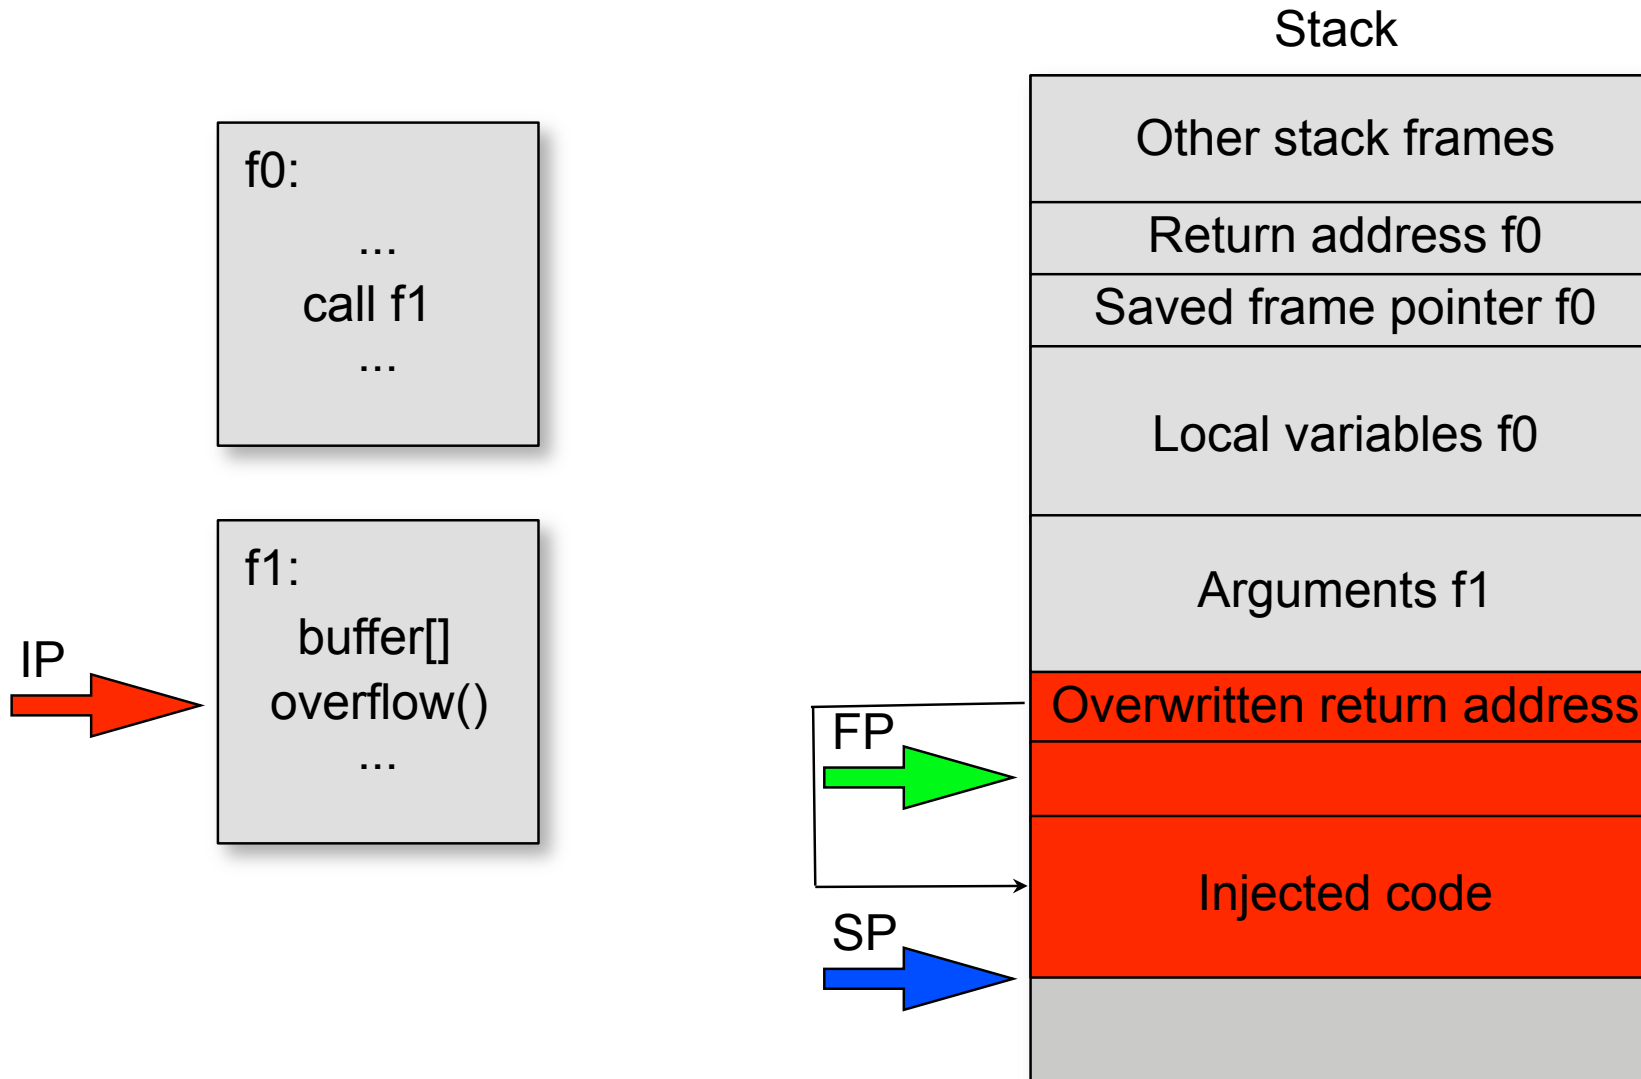 Stack
f0:
...
call f1
...
f1:
buffer[]
overflow()
...
IP
Other stack frames
Return address f0
Saved frame pointer f0
Local variables f0
Arguments f1
Overwritten return address
FP
Injected code
SP